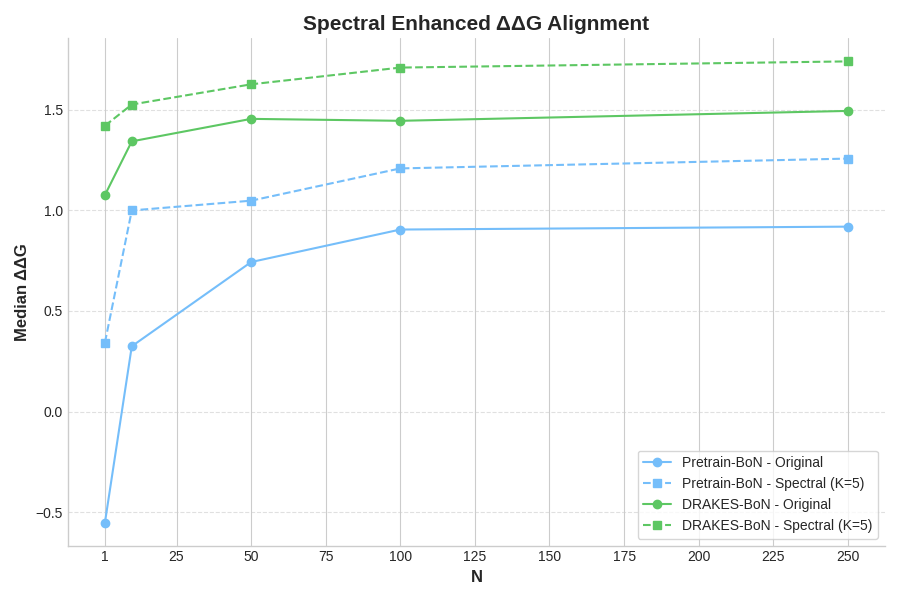 Spectral Enhanced ΔΔG Alignment
Median ΔΔG
1.5
1.0
0.5
0.0
−0.5
Pretrain-BoN - Original
Pretrain-BoN - Spectral (K=5)
DRAKES-BoN - Original
DRAKES-BoN - Spectral (K=5)
1 25 50 75 100 125 150 175 200 225 250
N